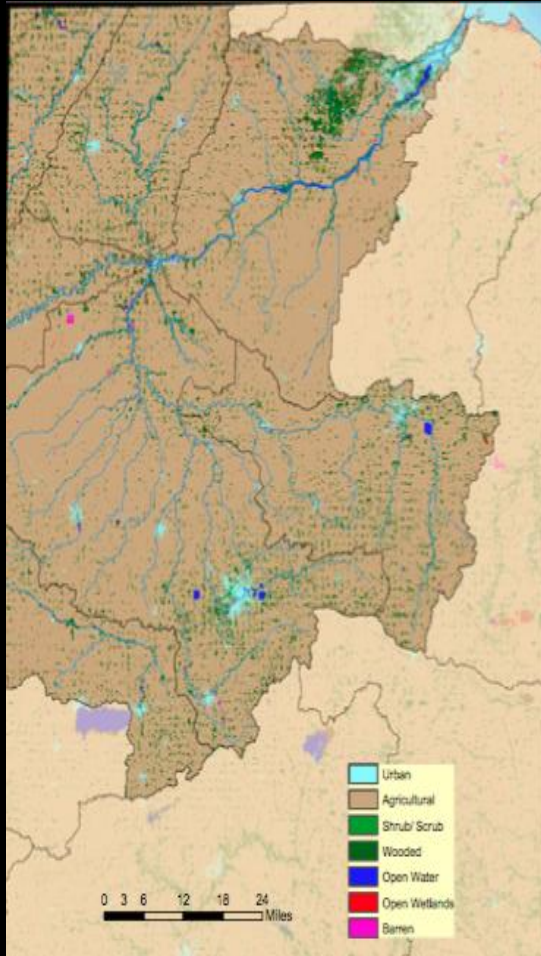 Urban
Agricultural
Shrub/ Scrub
Wooded
Open Water
Open Wetlands
Barren
0 3 6 12 18 24
Miles